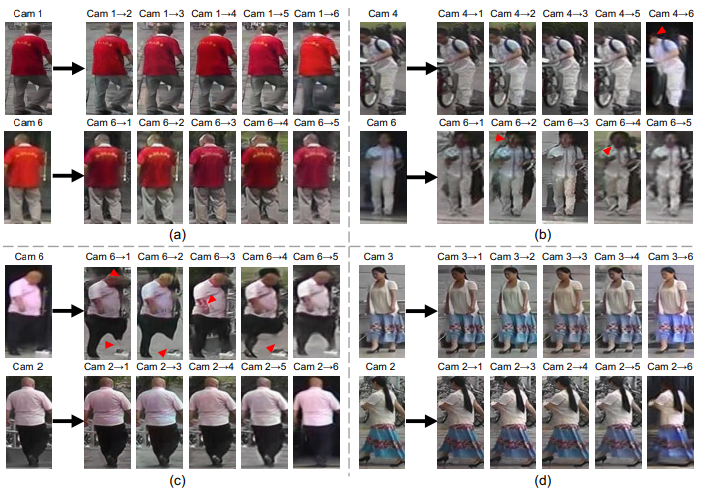 Cam 1 Cam 1→2 Cam 1→3 Cam 1→4 Cam 1→5 Cam 1→6
Cam 6 Cam 6→1 Cam 6→2 Cam 6→3 Cam 6→4 Cam 6→5
(a)
Cam 4 Cam 4→1 Cam 4→2 Cam 4→3 Cam 4→5 Cam 4→6
Cam 6 Cam 6→1 Cam 6→2 Cam 6→3 Cam 6→4 Cam 6→5
(b)
Cam 6 Cam 6→1 Cam 6→2 Cam 6→3 Cam 6→4 Cam 6→5
Cam 2 Cam 2→1 Cam 2→3 Cam 2→4 Cam 2→5 Cam 2→6
(c)
Cam 3 Cam 3→1 Cam 3→2 Cam 3→3 Cam 3→4 Cam 3→6
Cam 2 Cam 2→1 Cam 2→3 Cam 2→4 Cam 2→5 Cam 2→6
(d)